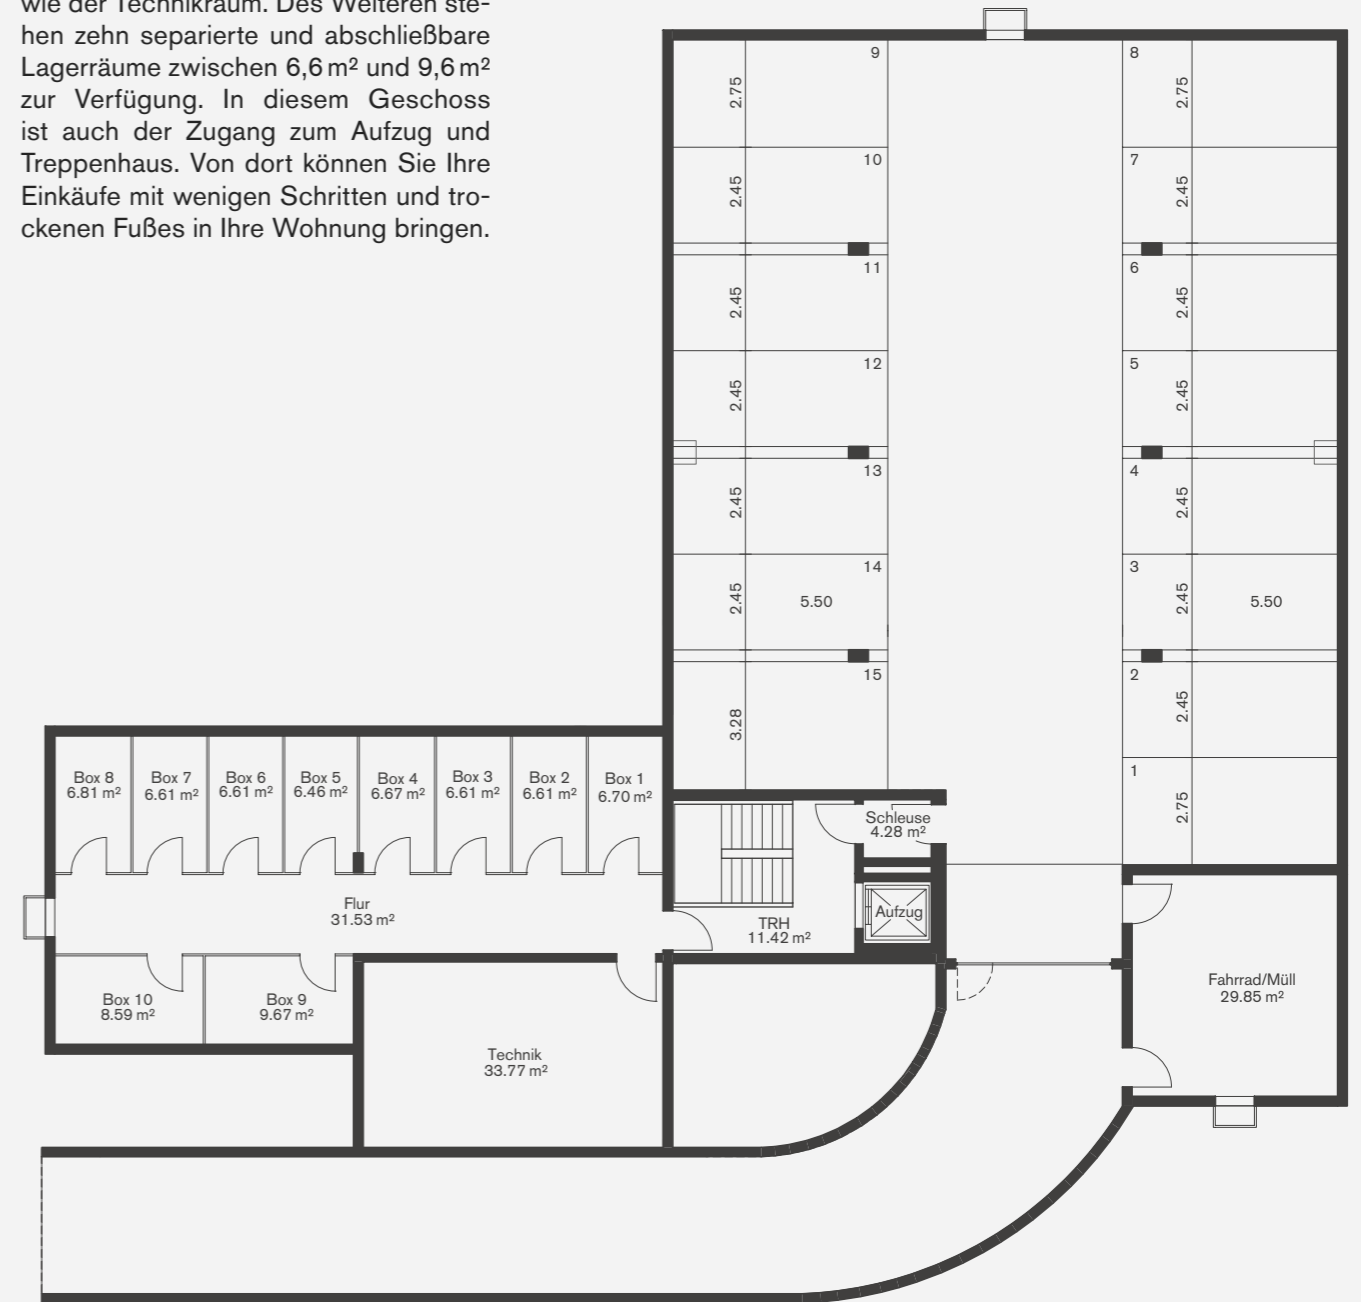 wie der Technikraum. Des Weiteren ste-
hen zehn separierte und abschließbare
Lagerräume zwischen 6,6 m² und 9,6 m²
zur Verfügung. In diesem Geschoss
ist auch der Zugang zum Aufzug und
Treppenhaus. Von dort können Sie Ihre
Einkäufe mit wenigen Schritten und tro-
ckenen Fußes in Ihre Wohnung bringen.
9
2.75
10
2.45
11
2.45
12
2.45
13
2.45
14
2.45
5.50
15
3.28
8
2.75
7
2.45
6
2.45
5
2.45
4
2.45
3
2.45
5.50
2
2.45
1
2.75
Box 8
6.81 m²
Box 7
6.61 m²
Box 6
6.61 m²
Box 5
6.46 m²
Box 4
6.67 m²
Box 3
6.61 m²
Box 2
6.61 m²
Box 1
6.70 m²
Schleuse
4.28 m²
Flur
31.53 m²
TRH
11.42 m²
Aufzug
Box 10
8.59 m²
Box 9
9.67 m²
Technik
33.77 m²
Fahrrad/Müll
29.85 m²